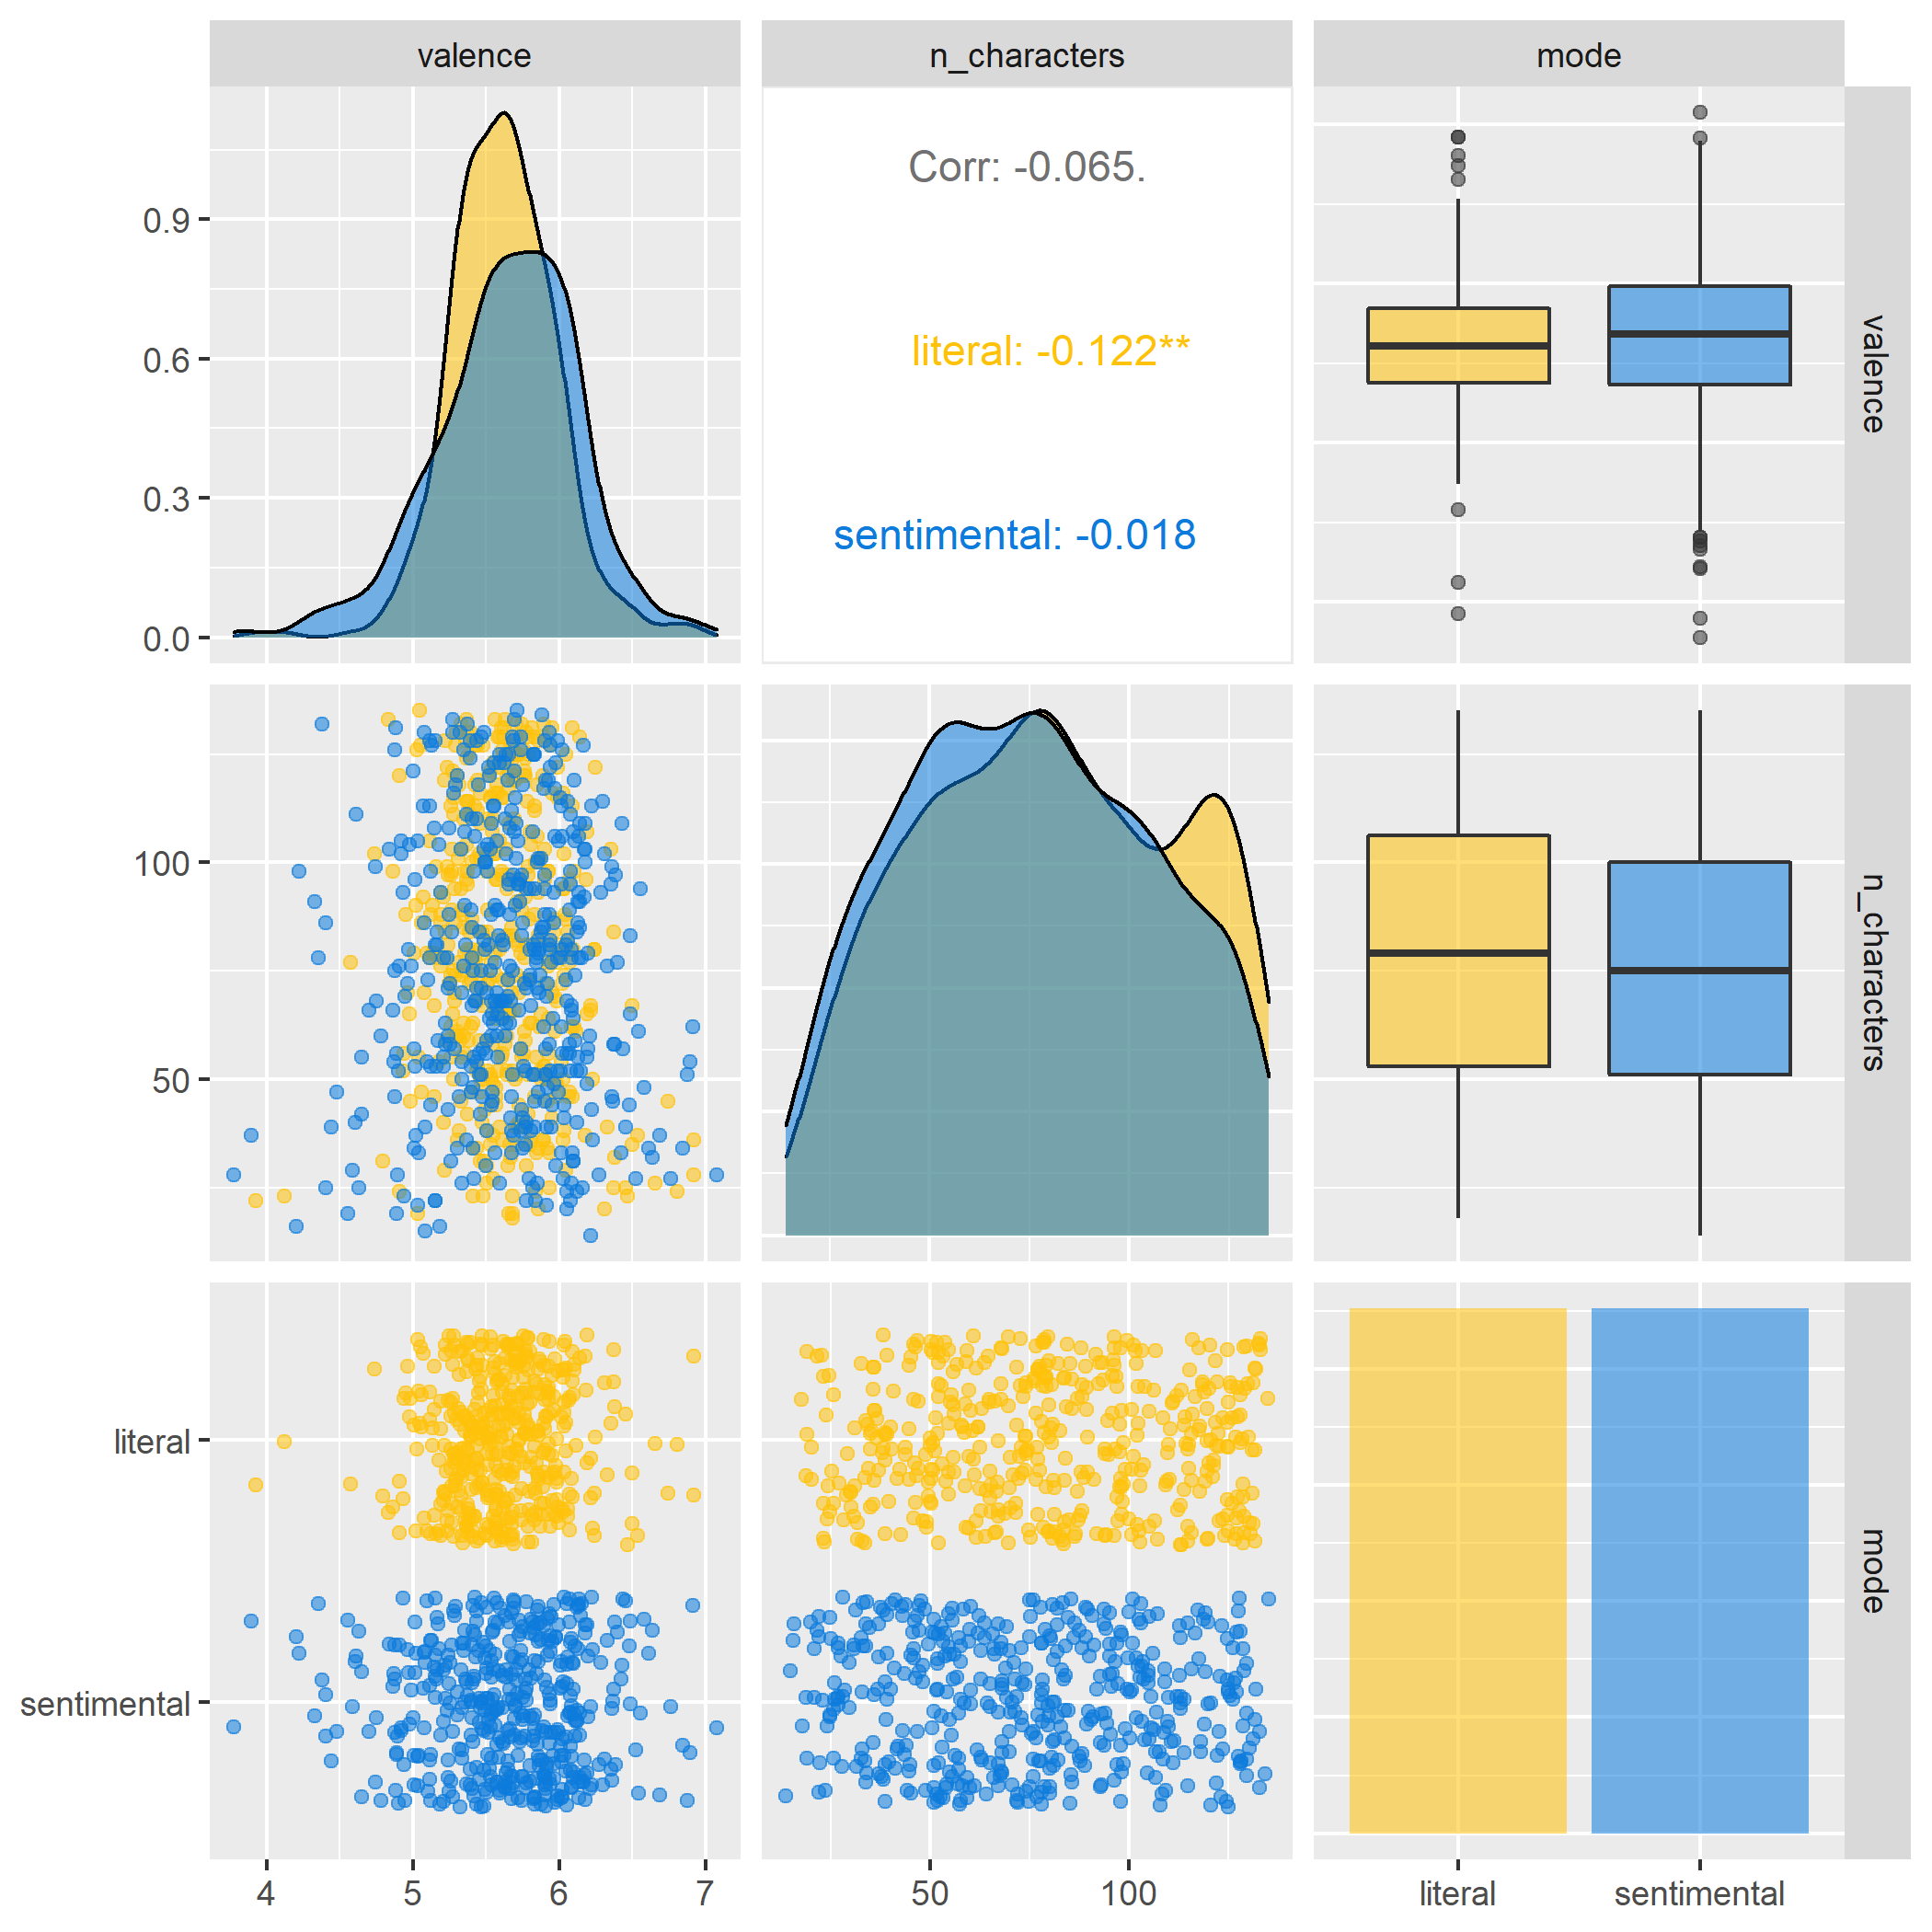 valence
n_characters
mode
Corr: -0.065.
literal: -0.122**
sentimental: -0.018
valence
0.9
0.6
0.3
0.0
n_characters
100
50
mode
literal
sentimental
4 5 6 7
50 100
literal sentimental